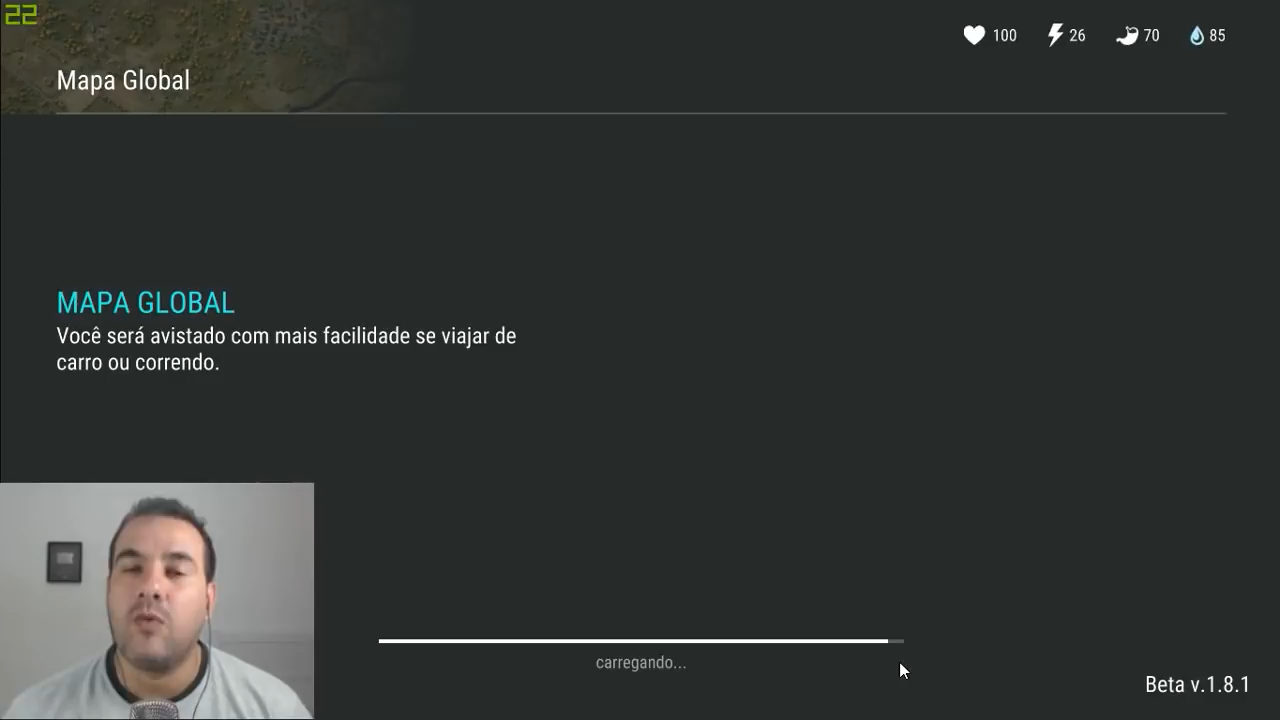 22
100
26
70
85
Mapa Global
MAPA GLOBAL
Você será avistado com mais facilidade se viajar de
carro ou correndo.
carregando...
Beta v.1.8.1